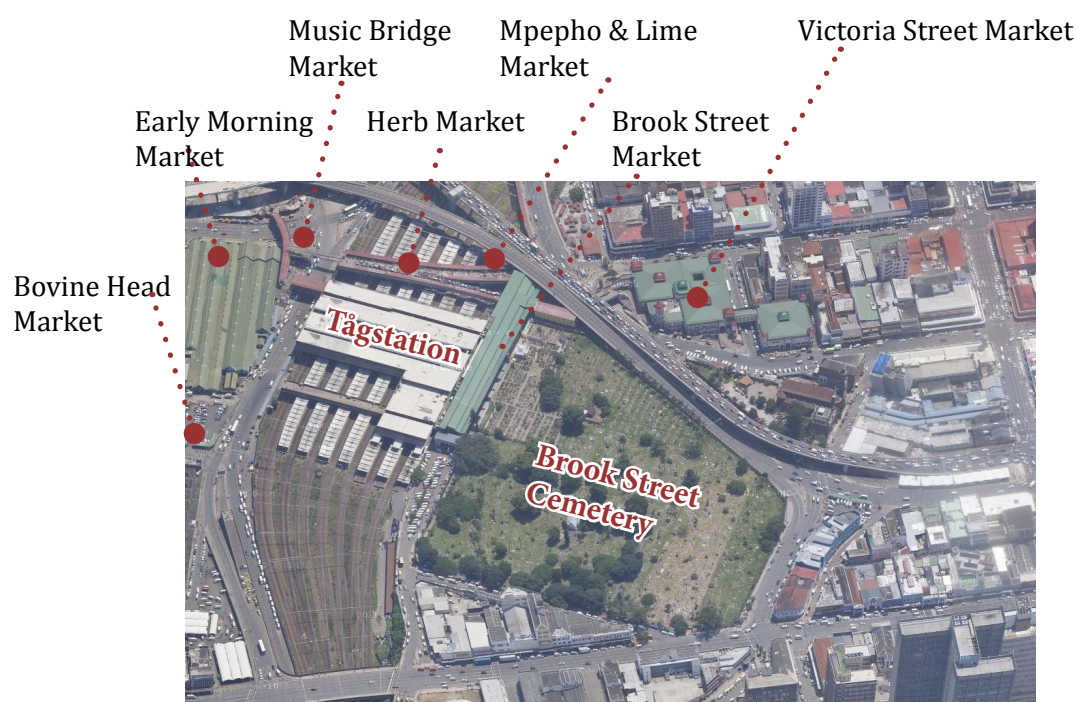 Music Bridge
Market
Mpepho & Lime
Market
Victoria Street Market
Early Morning
Market
Herb Market
Brook Street
Market
Bovine Head
Market
Tågstation
Brook Street
Cemetery